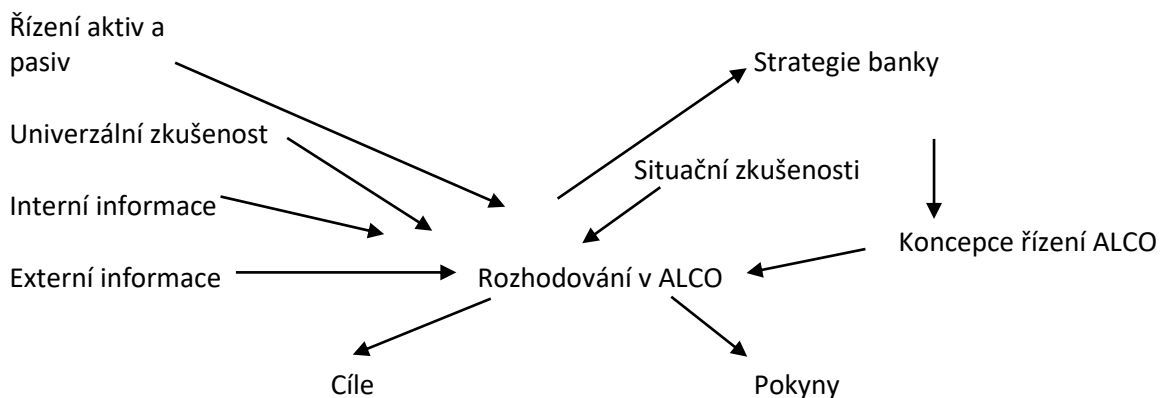 Řízení aktiv a
pasiv
Strategie banky
Univerzální zkušenost
Situační zkušenosti
Interní informace
Koncepce řízení ALCO
Externí informace
Rozhodování v ALCO
Cíle
Pokyny